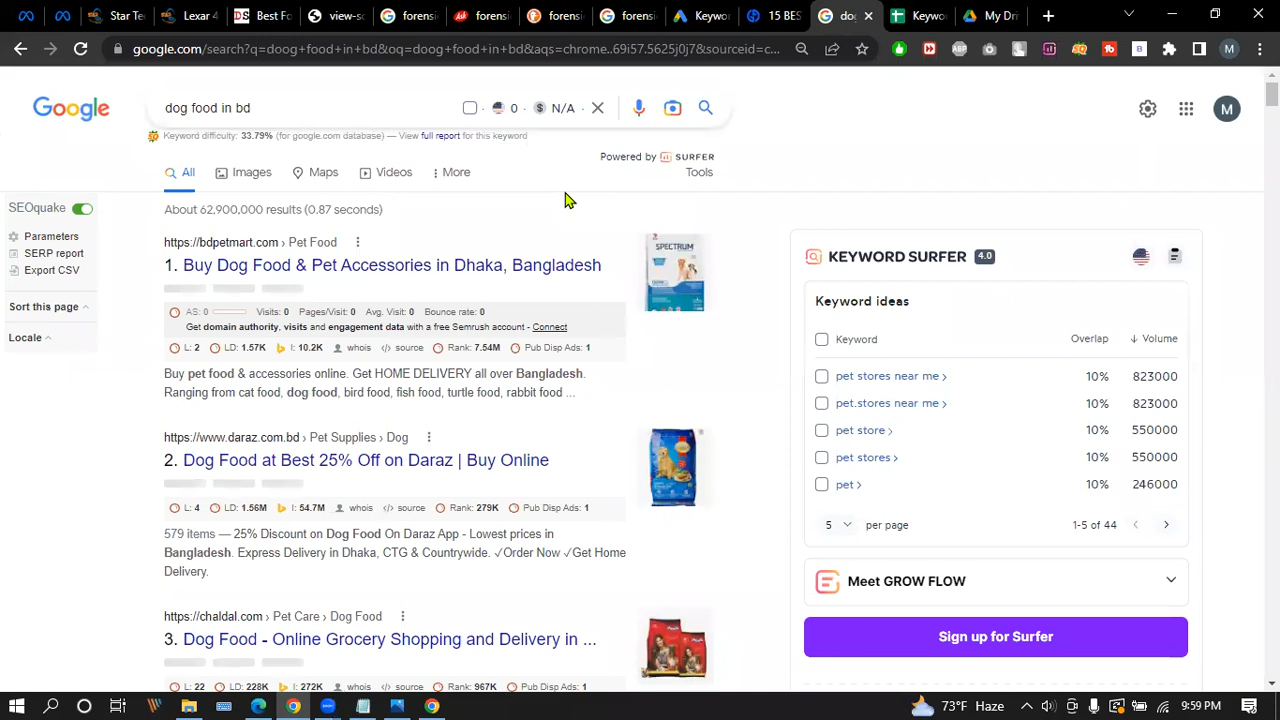 Star Te
Lexar 4
Best Fo
view-so
forensi
forensi
forensi
forensi
Keywor
15 BES
dog
Keywo
My Dri
google.com/search?q=doog+food+in+bd&oq=doog+food+in+bd&aqs=chrome..69i57.5625j0j7&sourceid=c...
M
Google
dog food in bd
0 · $ N/A ·
M
Keyword difficulty: 33.79% (for google.com database) — View full report for this keyword
Powered by SURFER
All Images Maps Videos More
Tools
About 62,900,000 results (0.87 seconds)
SEOquake
Parameters
SERP report
Export CSV
Sort this page
Locale
https://bdpetmart.com › Pet Food
1. Buy Dog Food & Pet Accessories in Dhaka, Bangladesh
SPECTRUM
AS: 0 Visits: 0 Pages/Visit: 0 Avg. Visit: 0 Bounce rate: 0
Get domain authority, visits and engagement data with a free Semrush account - Connect
L: 2 LD: 1.57K I: 10.2K whois </> source Rank: 7.54M Pub Disp Ads: 1
Buy pet food & accessories online. Get HOME DELIVERY all over Bangladesh.
Ranging from cat food, dog food, bird food, fish food, turtle food, rabbit food ...
https://www.daraz.com.bd › Pet Supplies › Dog
2. Dog Food at Best 25% Off on Daraz | Buy Online
L: 4 LD: 1.56M I: 54.7M whois </> source Rank: 279K Pub Disp Ads: 1
579 items — 25% Discount on Dog Food On Daraz App - Lowest prices in
Bangladesh. Express Delivery in Dhaka, CTG & Countrywide. ✓Order Now ✓Get Home
Delivery.
https://chaldal.com › Pet Care › Dog Food
3. Dog Food - Online Grocery Shopping and Delivery in ...
L: 22 LD: 228K I: 272K whois </> source Rank: 967K Pub Disp Ads: 1
KEYWORD SURFER 4.0
Keyword ideas
Keyword Overlap ↓ Volume
pet stores near me › 10% 823000
pet.stores near me › 10% 823000
pet store › 10% 550000
pet stores › 10% 550000
pet › 10% 246000
5 per page 1-5 of 44
Meet GROW FLOW
Sign up for Surfer
73°F Haze
9:59 PM